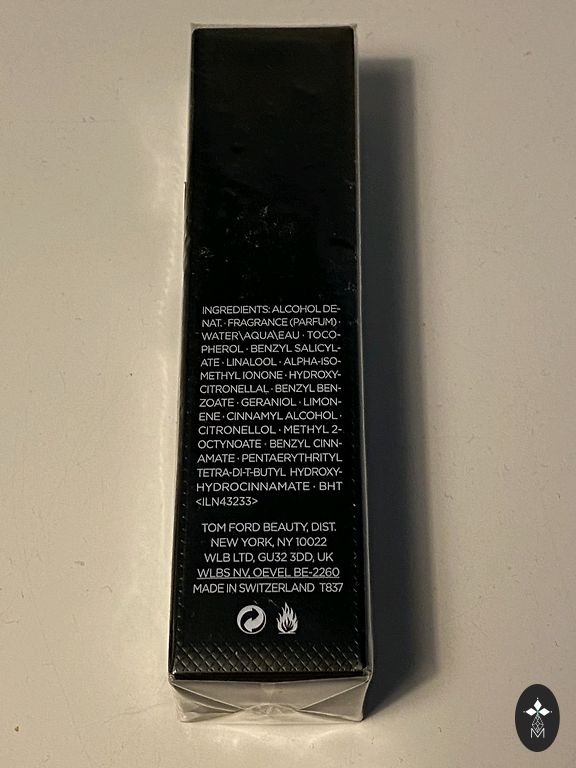 INGREDIENTS: ALCOHOL DE-
NAT. · FRAGRANCE (PARFUM) ·
WATER\AQUA\EAU · TOCO-
PHEROL · BENZYL SALICYL-
ATE · LINALOOL · ALPHA-ISO-
METHYL IONONE · HYDROXY-
CITRONELLAL · BENZYL BEN-
ZOATE · GERANIOL · LIMON-
ENE · CINNAMYL ALCOHOL ·
CITRONELLOL · METHYL 2-
OCTYNOATE · BENZYL CINN-
AMATE · PENTAERYTHRITYL
TETRA-DI-T-BUTYL HYDROXY-
HYDROCINNAMATE · BHT
<ILN43233>
TOM FORD BEAUTY, DIST.
NEW YORK, NY 10022
WLB LTD, GU32 3DD, UK
WLBS NV, OEVEL BE-2260
MADE IN SWITZERLAND T837
M